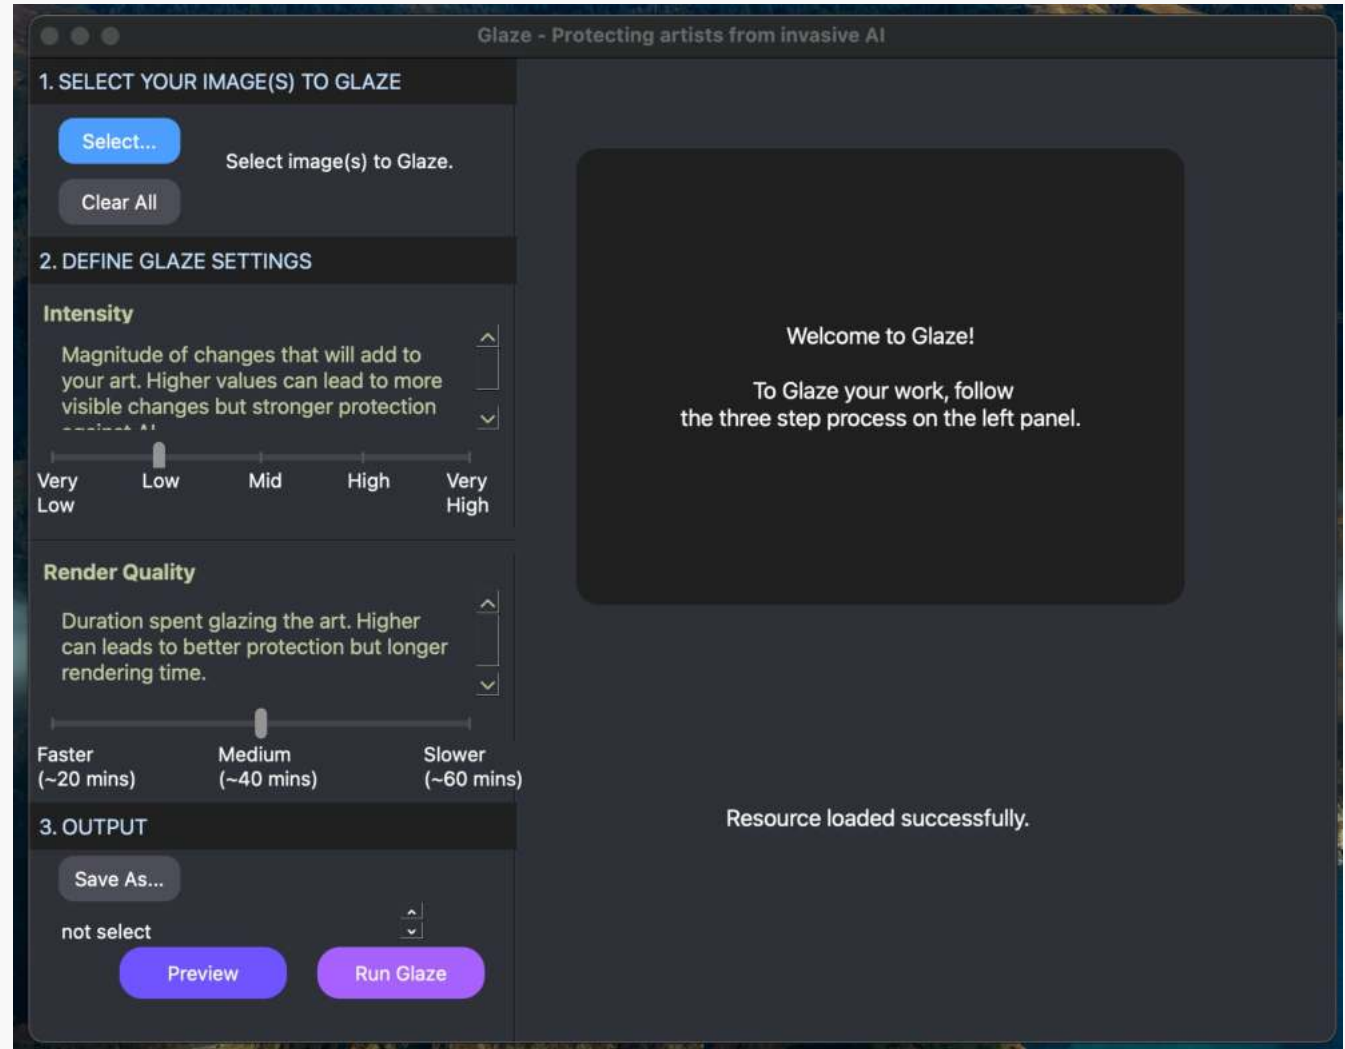 Glaze - Protecting artists from invasive AI
1. SELECT YOUR IMAGE(S) TO GLAZE
Select...
Select image(s) to Glaze.
Clear All
2. DEFINE GLAZE SETTINGS
Intensity
Magnitude of changes that will add to
your art. Higher values can lead to more
visible changes but stronger protection
against AI
Very Low
Low
Mid
High
Very High
Render Quality
Duration spent glazing the art. Higher
can leads to better protection but longer
rendering time.
Faster
(~20 mins)
Medium
(~40 mins)
Slower
(~60 mins)
3. OUTPUT
Save As...
not select
Preview
Run Glaze
Welcome to Glaze!
To Glaze your work, follow
the three step process on the left panel.
Resource loaded successfully.